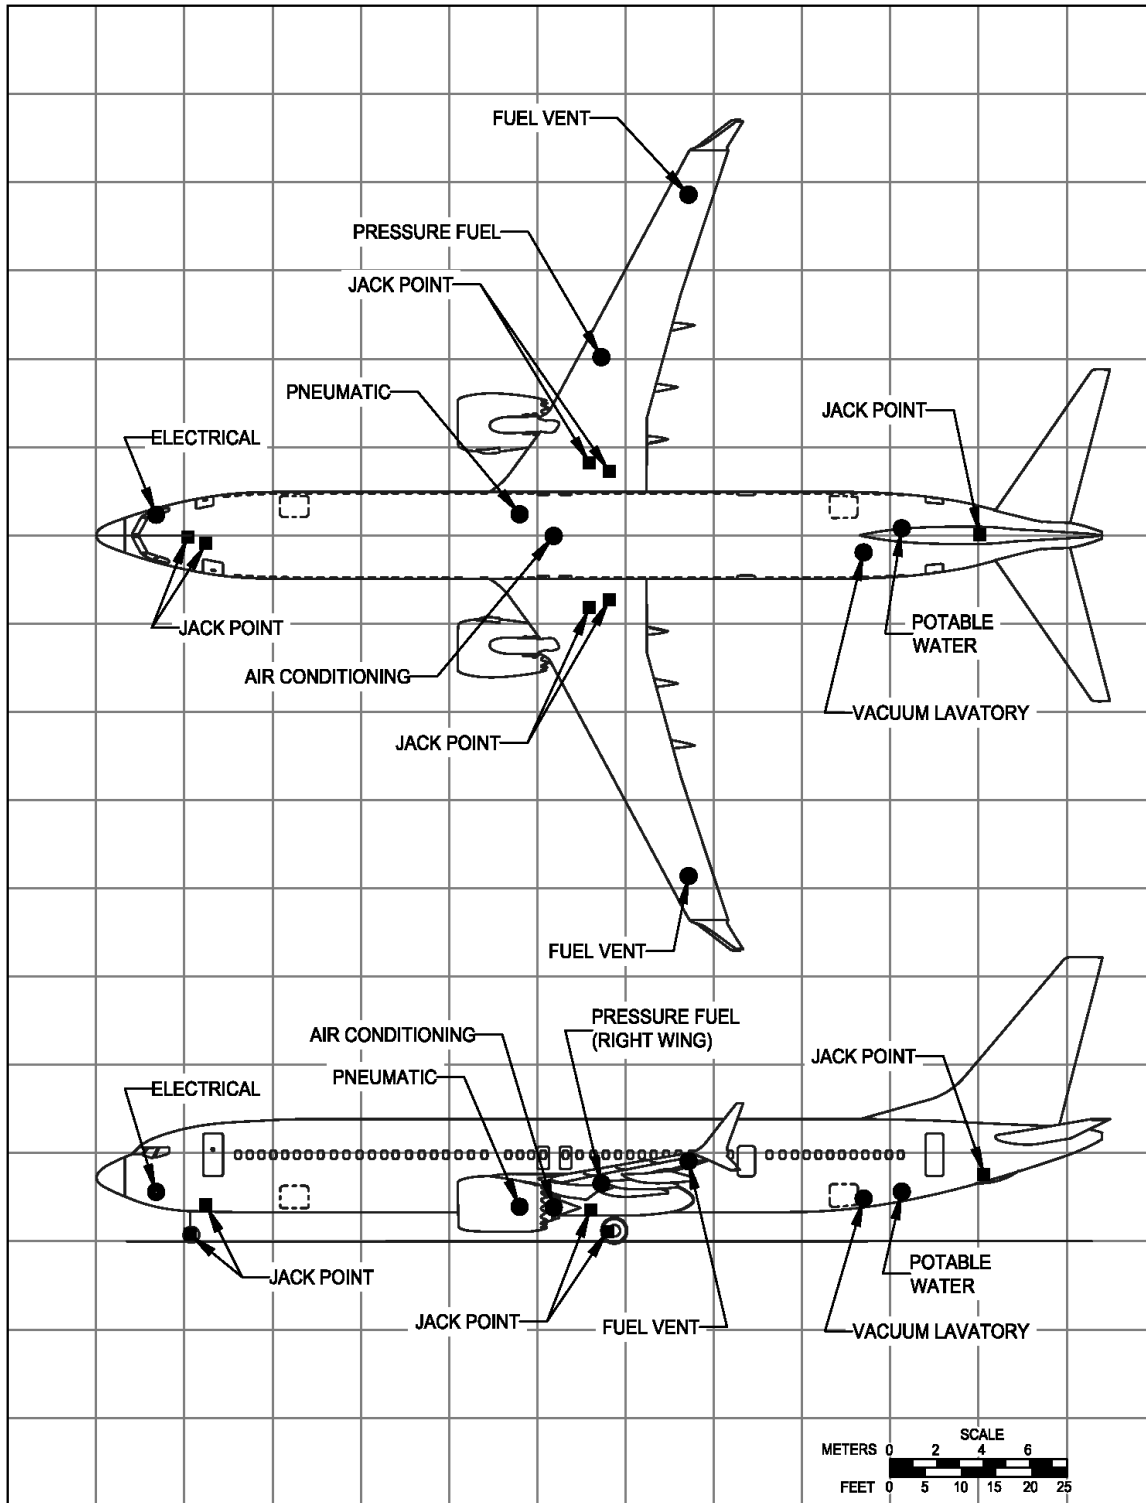 FUEL VENT
PRESSURE FUEL
JACK POINT
PNEUMATIC
JACK POINT
ELECTRICAL
JACK POINT
POTABLE
WATER
AIR CONDITIONING
VACUUM LAVATORY
JACK POINT
FUEL VENT
PRESSURE FUEL
(RIGHT WING)
AIR CONDITIONING
JACK POINT
PNEUMATIC
ELECTRICAL
POTABLE
WATER
JACK POINT
JACK POINT
FUEL VENT
VACUUM LAVATORY
SCALE
METERS 0 2 4 6
FEET 0 5 10 15 20 25